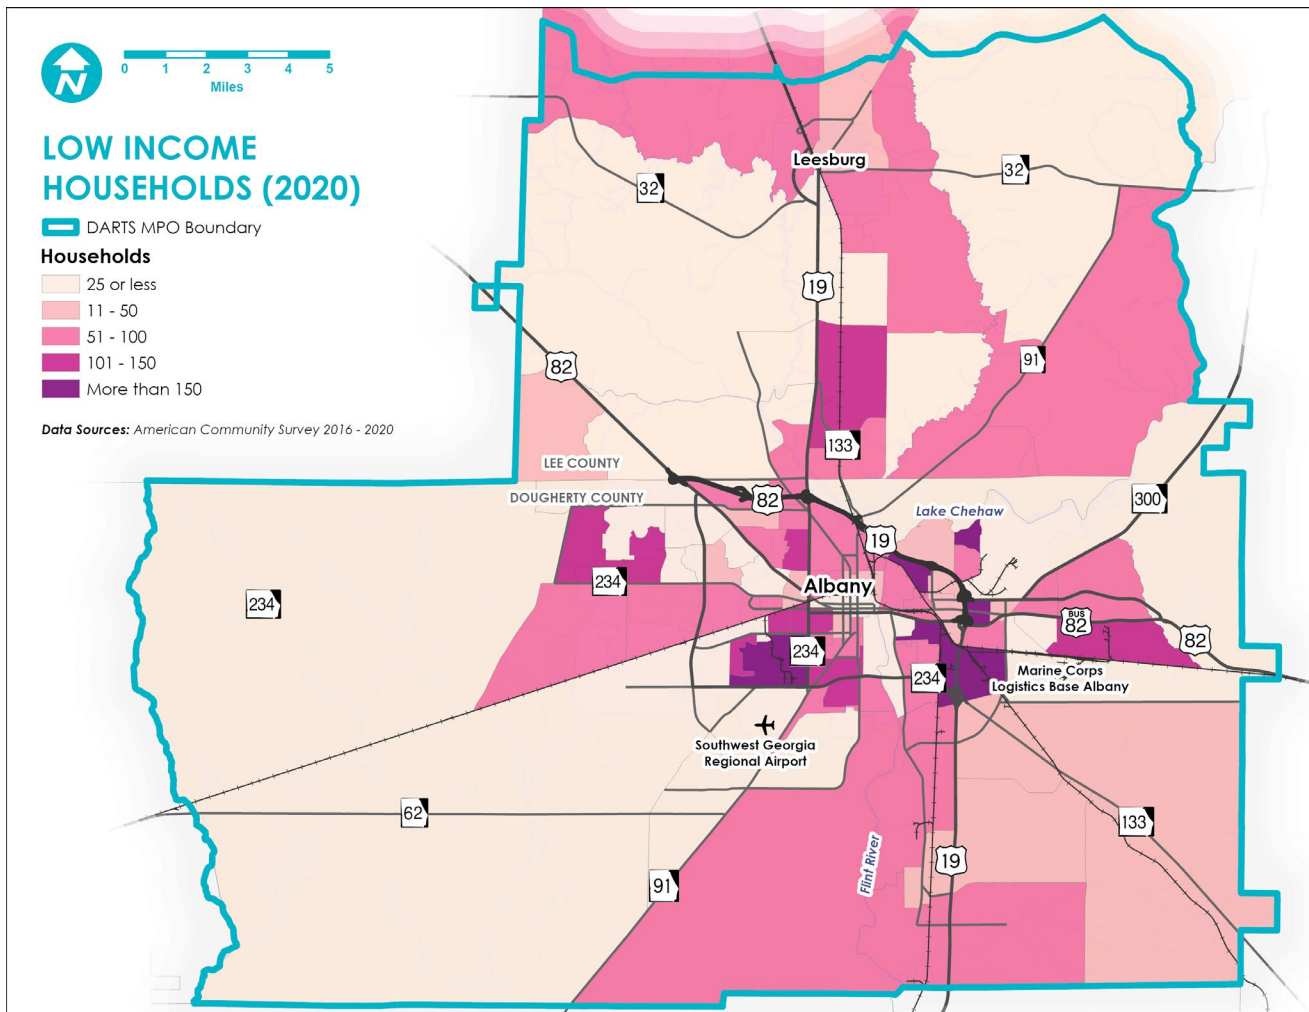 N
0 1 2 3 4 5
Miles
LOW INCOME
HOUSEHOLDS (2020)
DARTS MPO Boundary
Households
25 or less
11 - 50
51 - 100
101 - 150
More than 150
Data Sources: American Community Survey 2016 - 2020
Leesburg
32
32
19
82
91
133
LEE COUNTY
DOUGHERTY COUNTY
82
300
Lake Chehaw
19
234
234
Albany
BUS
82
82
234
234
Marine Corps
Logistics Base Albany
Southwest Georgia
Regional Airport
62
133
Flint River
19
91